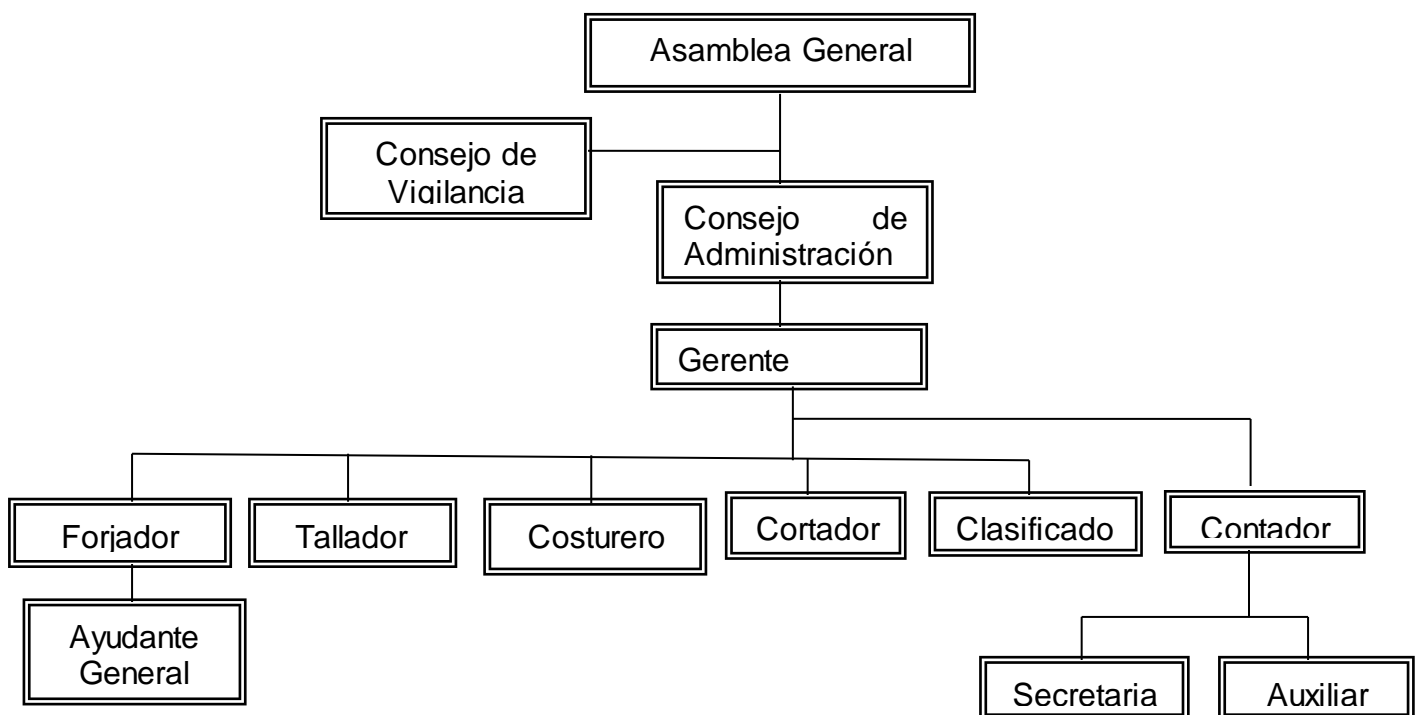 Asamblea General
Consejo de
Vigilancia
Consejo de
Administración
Gerente
Forjador
Tallador
Costurero
Cortador
Clasificado
Contador
Ayudante
General
Secretaria
Auxiliar